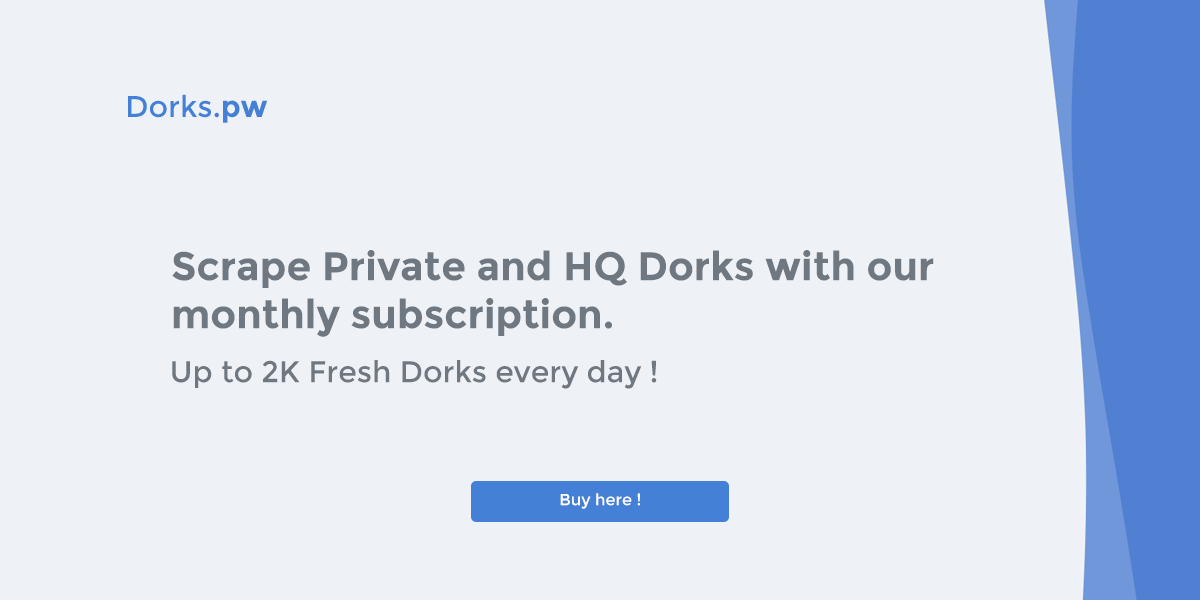 Dorks.pw
Scrape Private and HQ Dorks with our
monthly subscription.
Up to 2K Fresh Dorks every day !
Buy here !